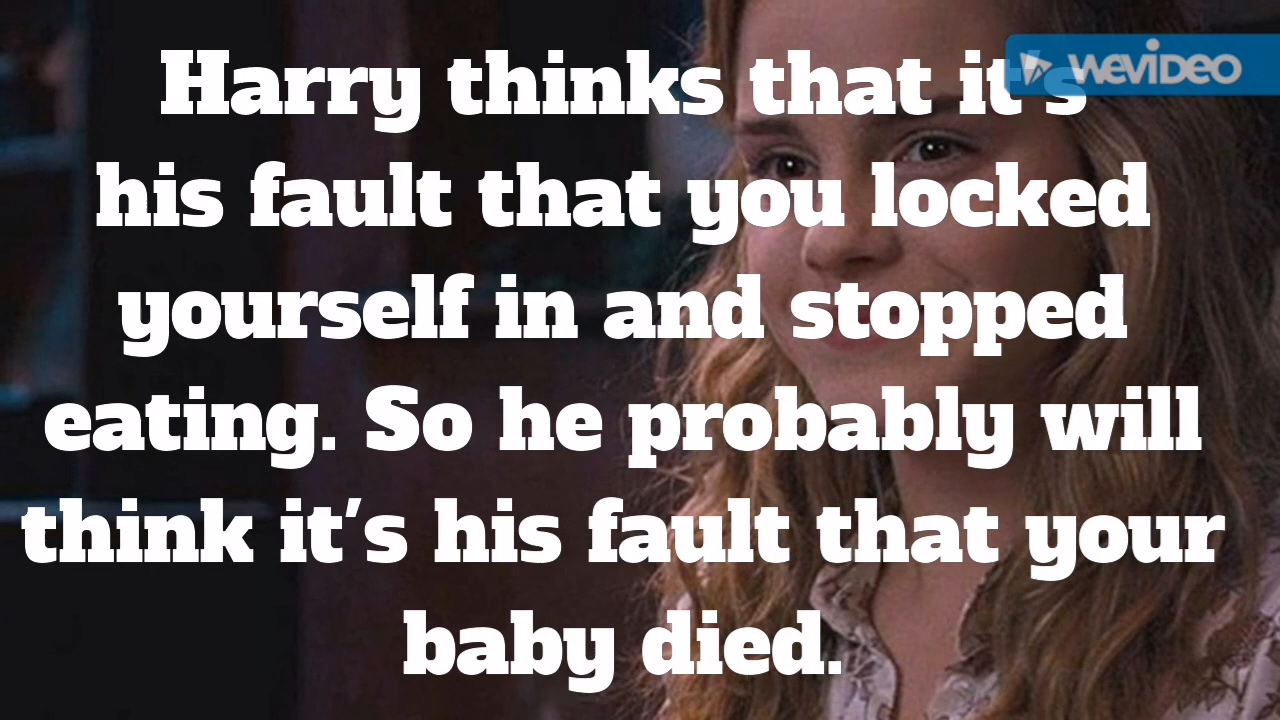 Harry thinks that it's
WEVIDEO
his fault that you locked
yourself in and stopped
eating. So he probably will
think it's his fault that your
baby died.